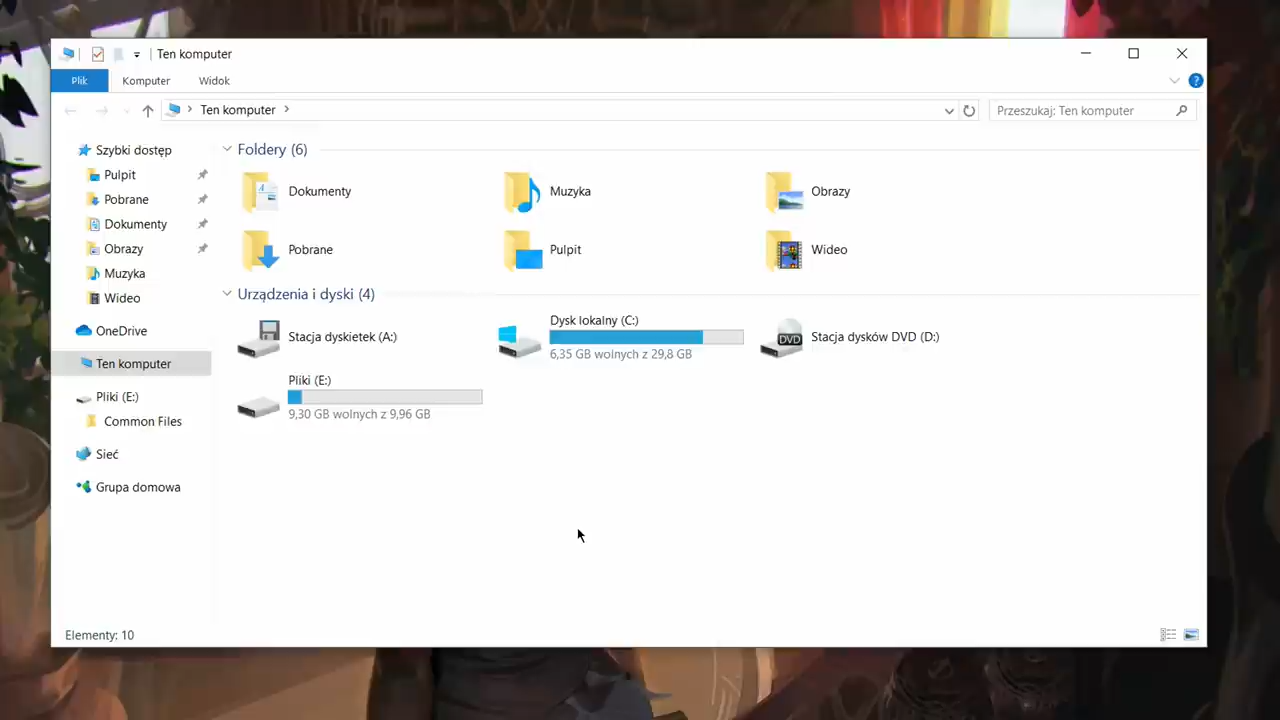 Ten komputer
Plik Komputer Widok
Ten komputer
Przeszukaj: Ten komputer
Szybki dostęp
Pulpit
Pobrane
Dokumenty
Obrazy
Muzyka
Wideo
OneDrive
Ten komputer
Pliki (E:)
Common Files
Sieć
Grupa domowa
Foldery (6)
Dokumenty
Muzyka
Obrazy
Pobrane
Pulpit
Wideo
Urządzenia i dyski (4)
Stacja dyskietek (A:)
Dysk lokalny (C:)
6,35 GB wolnych z 29,8 GB
DVD
Stacja dysków DVD (D:)
Pliki (E:)
9,30 GB wolnych z 9,96 GB
Elementy: 10